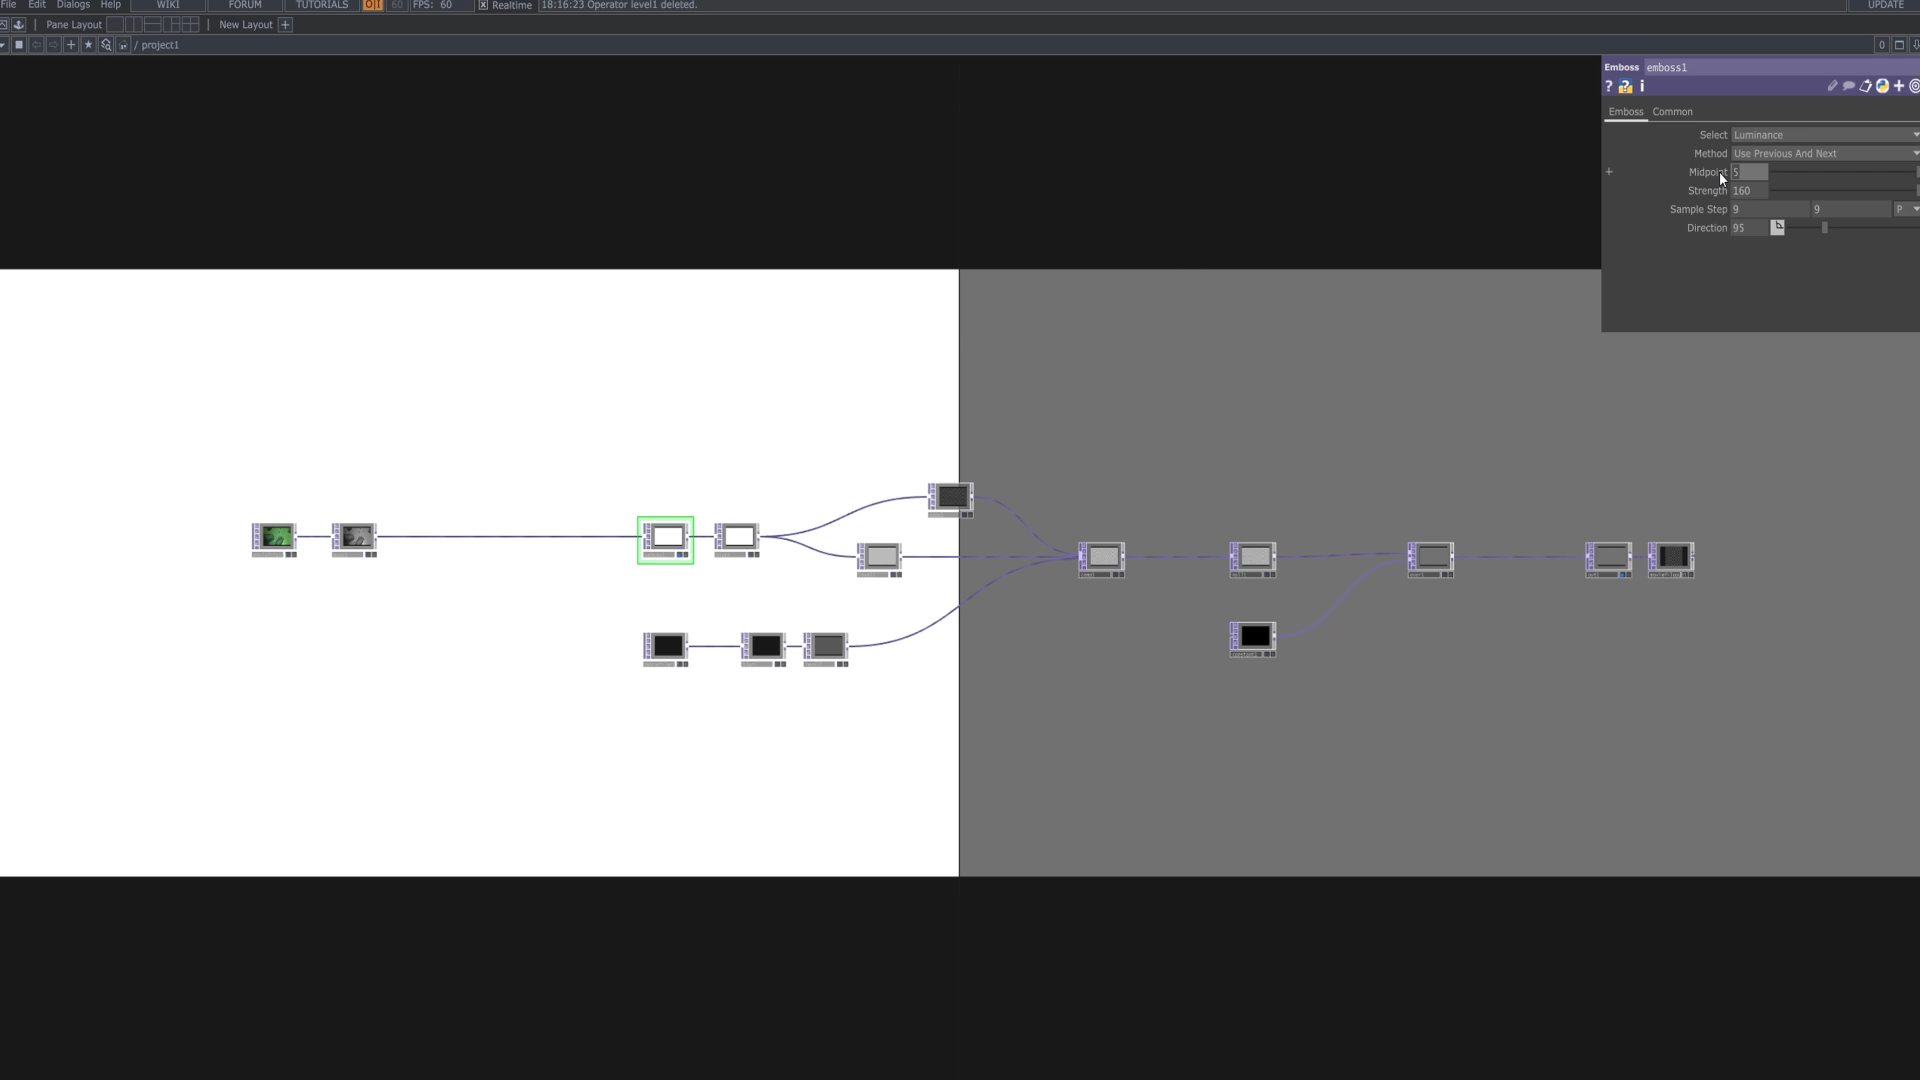 File Edit Dialogs Help WIKI FORUM TUTORIALS O|I 60 FPS: 60 Realtime 18:16:23 Operator level1 deleted. UPDATE
Pane Layout New Layout +
/ project1 0
Emboss emboss1
? ? i
Emboss Common
Select Luminance
Method Use Previous And Next
Midpoint 5
Strength 160
Sample Step 9 9 P
Direction 95